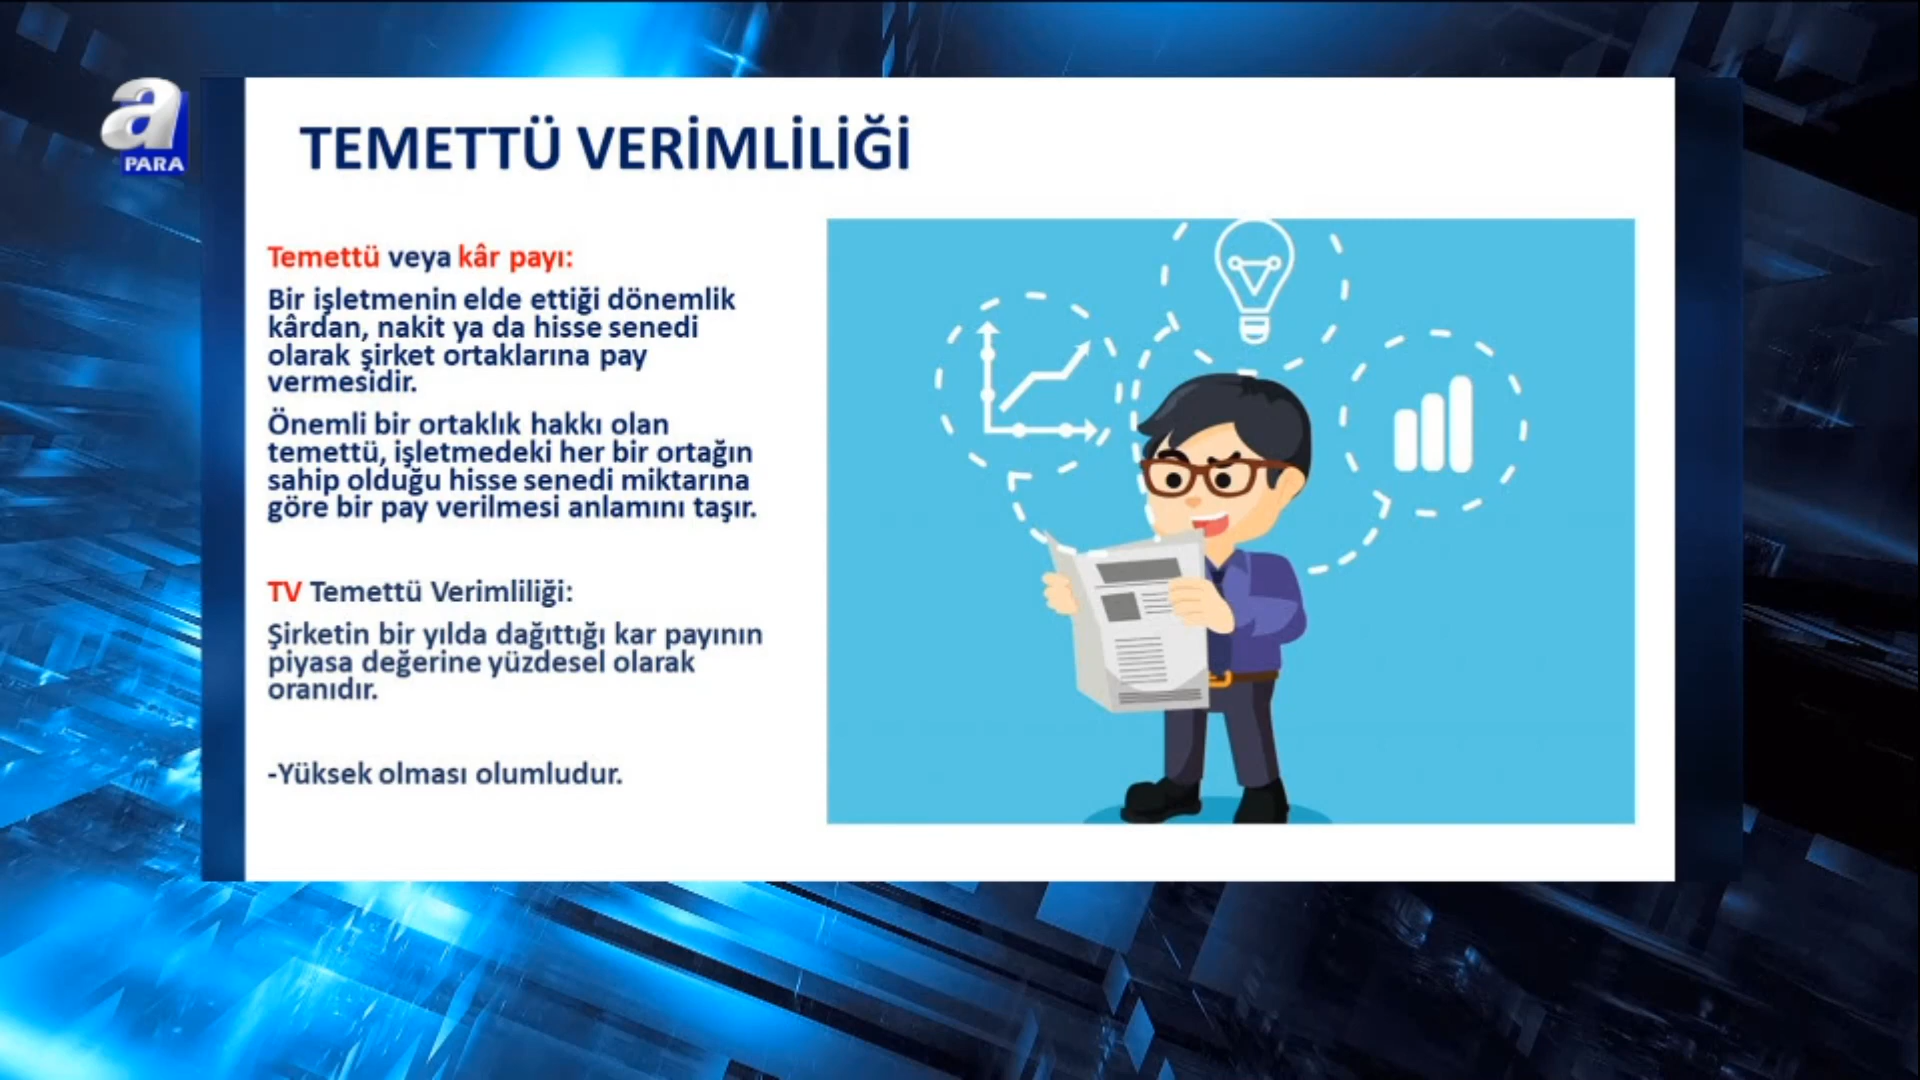 a
PARA
TEMETTÜ VERİMLİLİĞİ
Temettü veya kâr payı:
Bir işletmenin elde ettiği dönemlik
kârdan, nakit ya da hisse senedi
olarak şirket ortaklarına pay
vermesidir.
Önemli bir ortaklık hakkı olan
temettü, işletmedeki her bir ortağın
sahip olduğu hisse senedi miktarına
göre bir pay verilmesi anlamını taşır.
TV Temettü Verimliliği:
Şirketin bir yılda dağıttığı kar payının
piyasa değerine yüzdesel olarak
oranıdır.
-Yüksek olması olumludur.